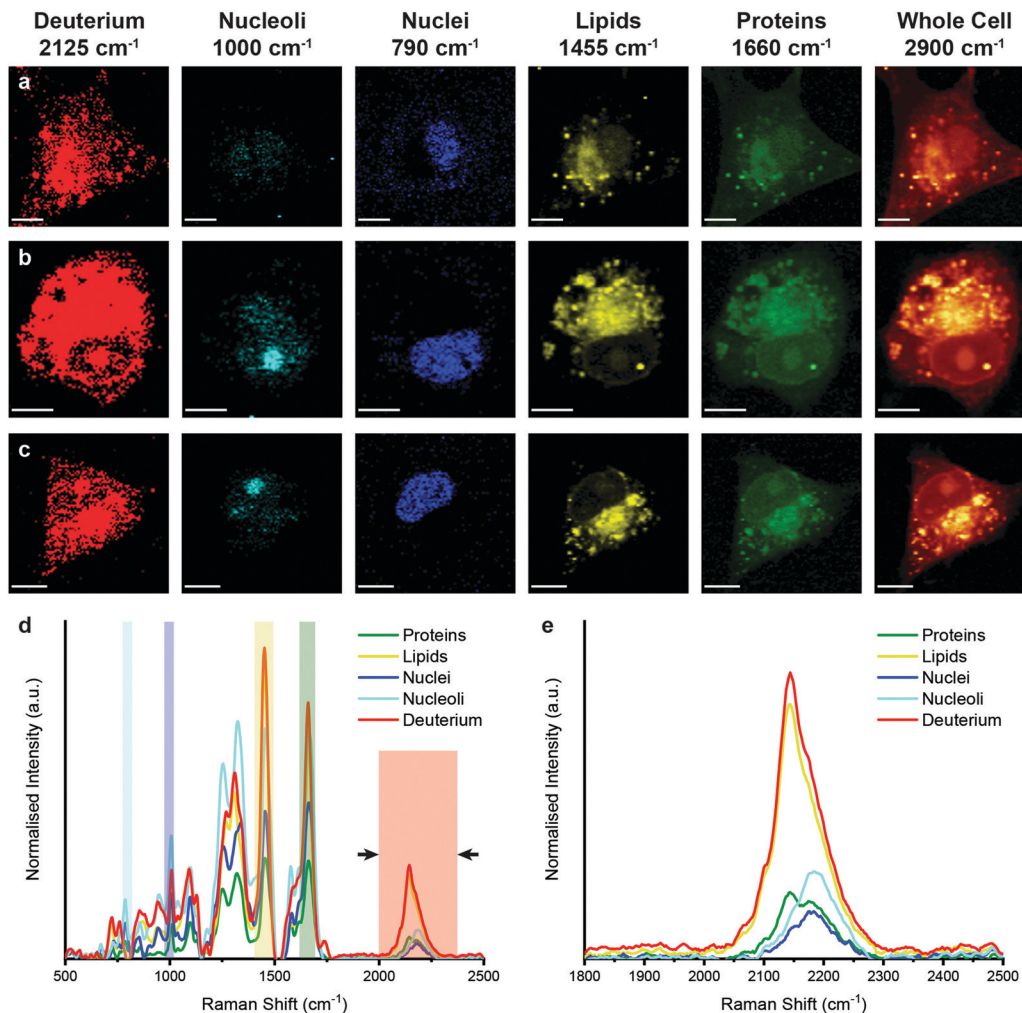 Deuterium Nucleoli Nuclei Lipids Proteins Whole Cell
2125 cm⁻¹ 1000 cm⁻¹ 790 cm⁻¹ 1455 cm⁻¹ 1660 cm⁻¹ 2900 cm⁻¹
a
b
c
d
Proteins
Lipids
Nuclei
Nucleoli
Deuterium
Normalised Intensity (a.u.)
500 1000 1500 2000 2500
Raman Shift (cm⁻¹)
e
Proteins
Lipids
Nuclei
Nucleoli
Deuterium
Normalised Intensity (a.u.)
1800 1900 2000 2100 2200 2300 2400 2500
Raman Shift (cm⁻¹)